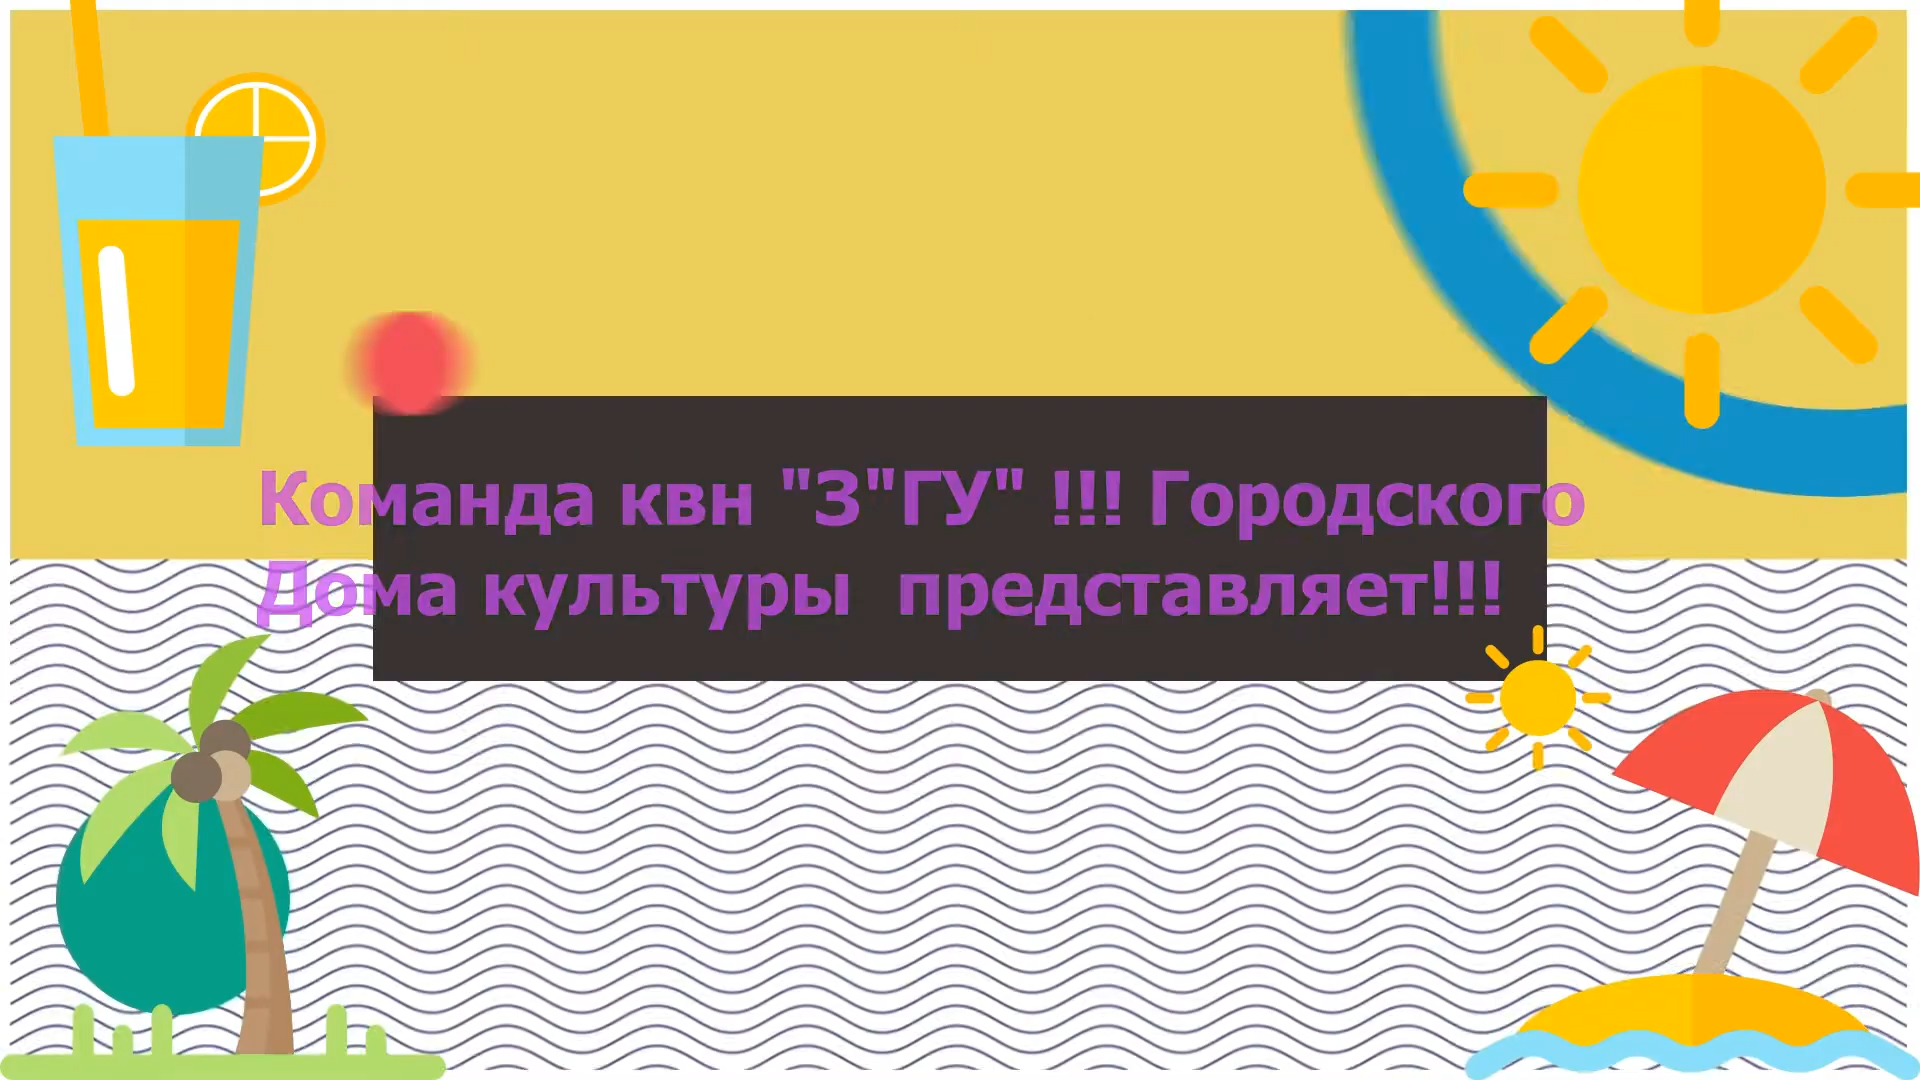 Команда квн "З"ГУ" !!! Городского
Дома культуры  представляет!!!